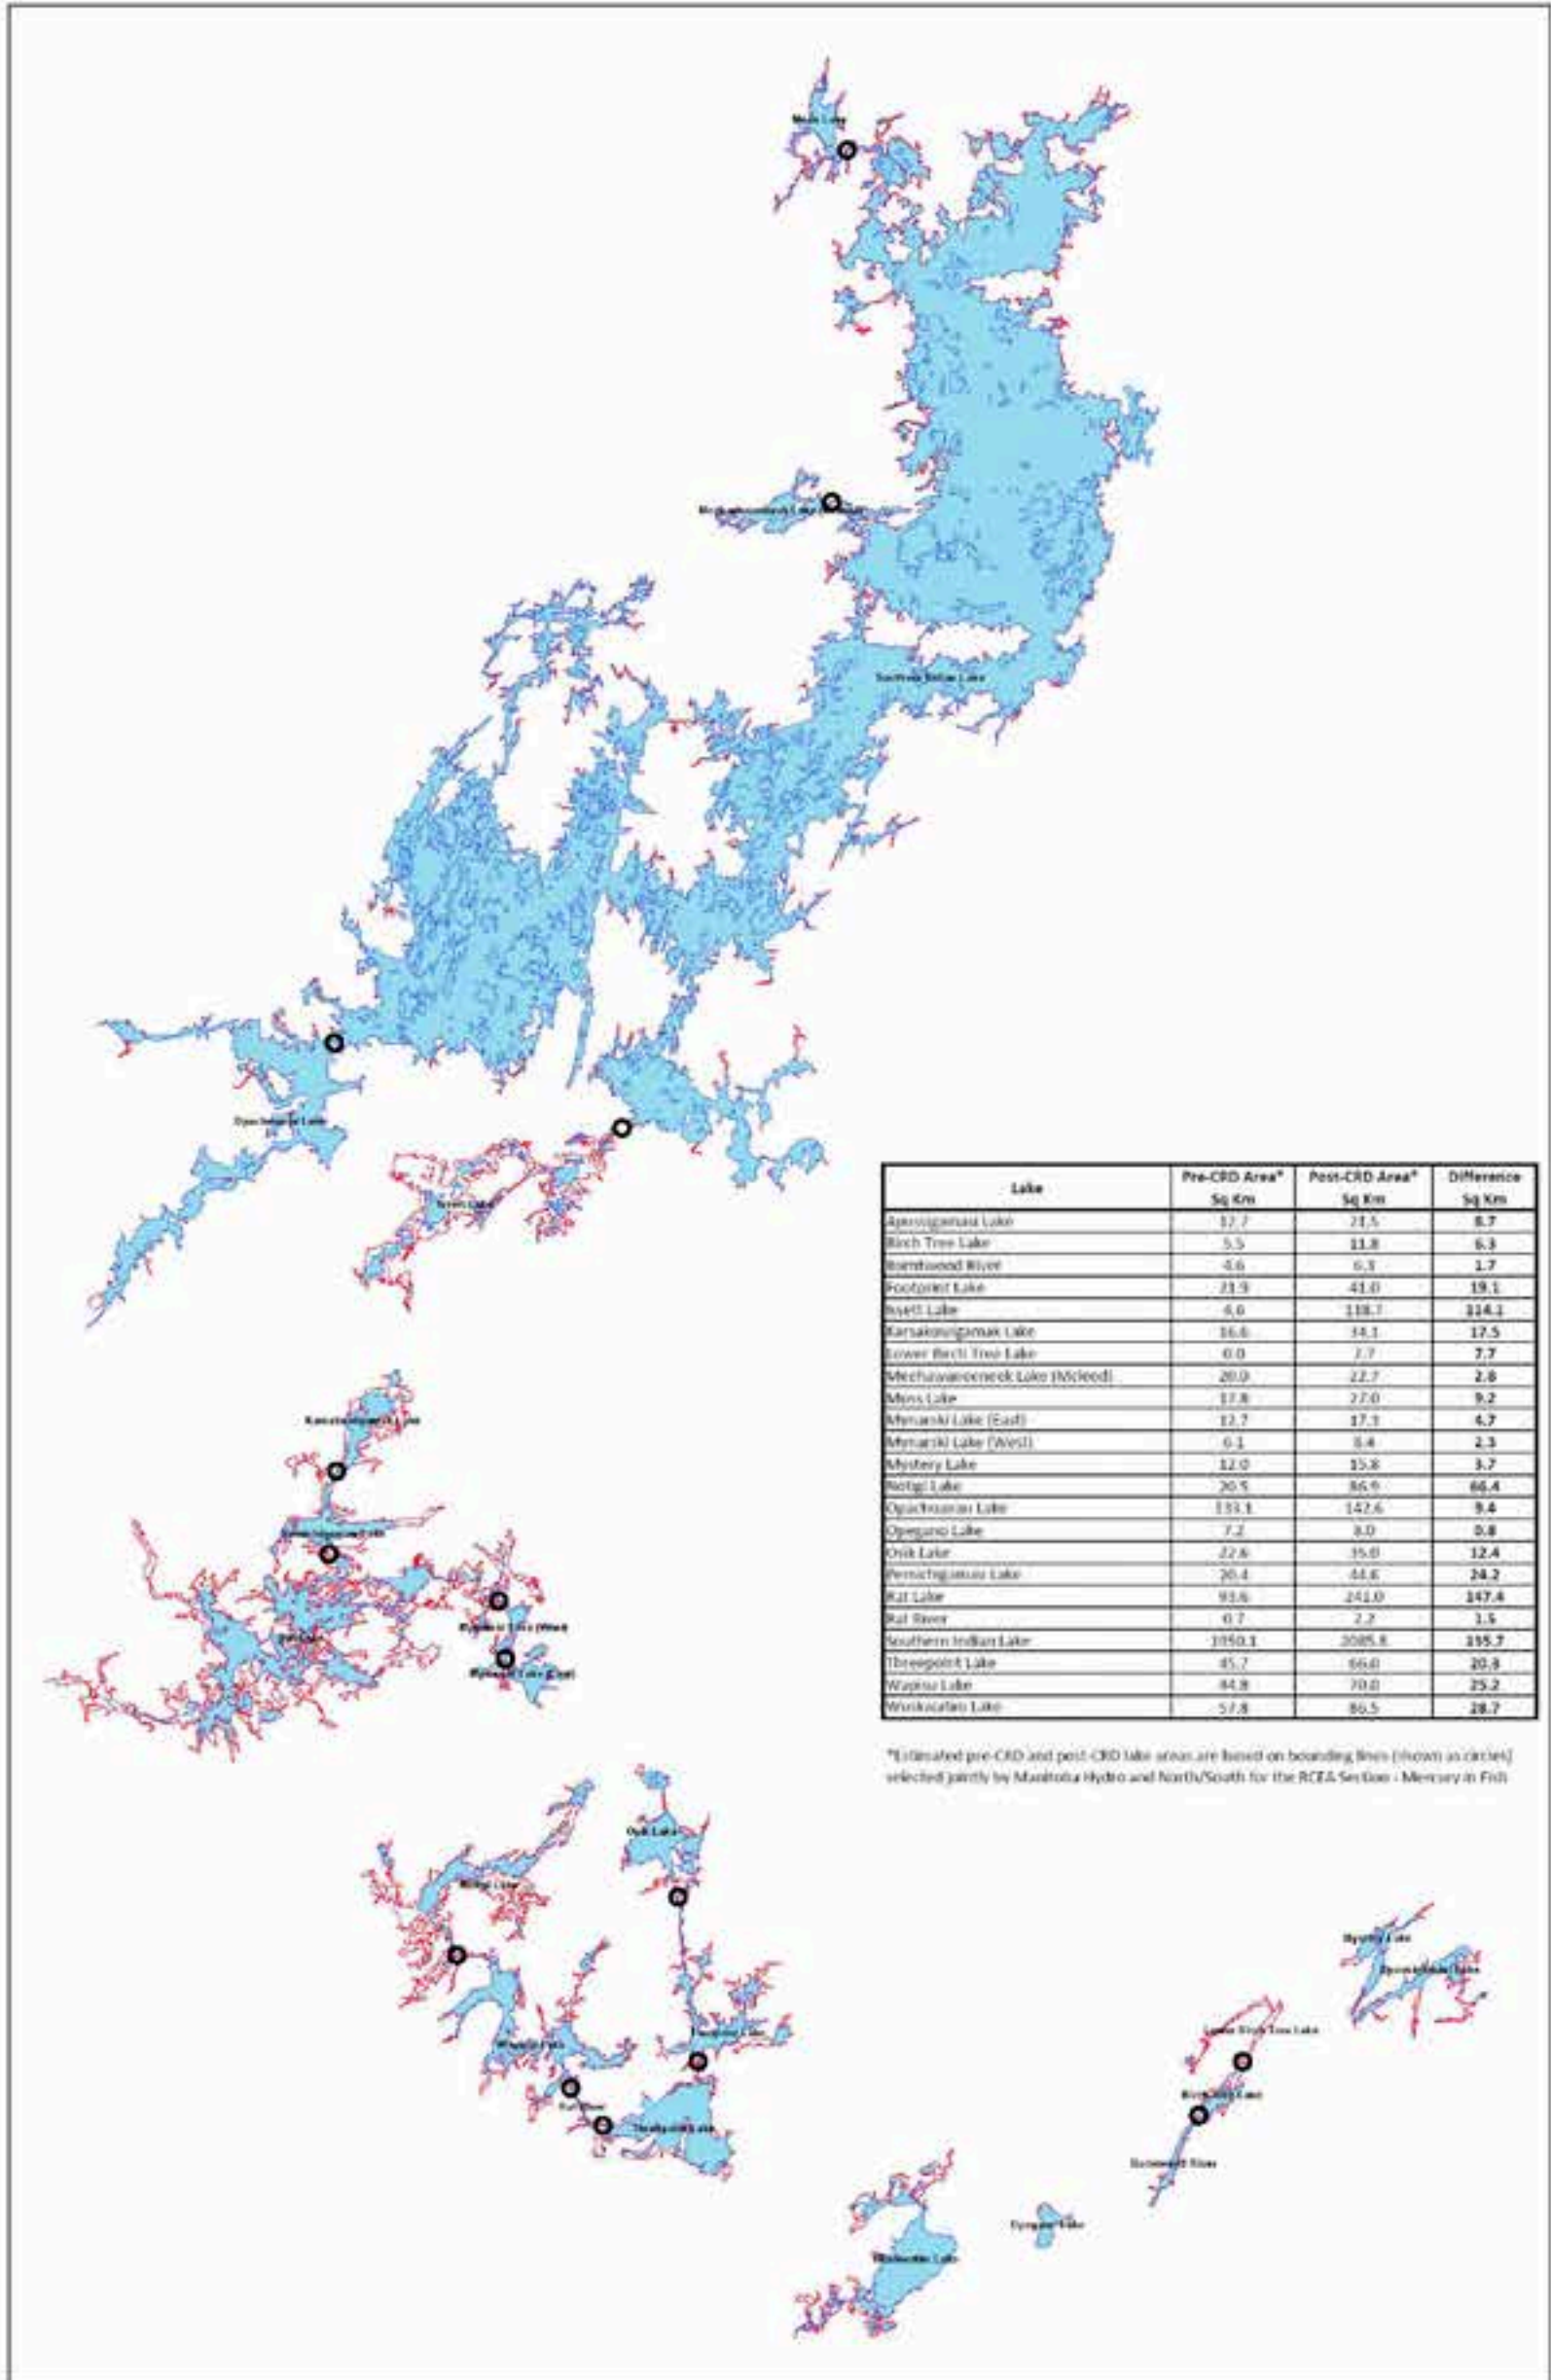 Moss Lake
Southern Indian Lake
Lake
Issett Lake
Lake Pre-CRD Area* Post-CRD Area* Difference
Sq Km Sq Km Sq Km
Apussigamasi Lake 12.7 21.5 8.7
Birch Tree Lake 5.5 11.8 6.3
Burntwood River 4.6 6.3 1.7
Footprint Lake 21.9 41.0 19.1
Issett Lake 4.6 118.7 114.1
Karsakuwigamak Lake 16.6 34.1 17.5
Lower Birch Tree Lake 0.0 7.7 7.7
Mechawaneeneek Lake (Mcleod) 20.0 22.7 2.8
Moss Lake 17.8 27.0 9.2
Mynarski Lake (East) 12.7 17.3 4.7
Mynarski Lake (West) 6.1 8.4 2.3
Mystery Lake 12.0 15.8 3.7
Notigi Lake 20.5 86.9 66.4
Opachuanau Lake 133.1 142.6 9.4
Opegano Lake 7.2 8.0 0.8
Osik Lake 22.6 35.0 12.4
Pemichigamau Lake 20.4 44.6 24.2
Rat Lake 93.6 241.0 147.4
Rat River 0.7 2.2 1.5
Southern Indian Lake 2085.8
Threepoint Lake 45.7 66.0 20.3
Wapisu Lake 44.8 70.0 25.2
Wuskwatim Lake 57.8 86.5 28.7
*Estimated pre-CRD and post-CRD lake areas are based on bounding lines (shown as circles)
selected jointly by Manitoba Hydro and North/South for the RCEA Section - Mercury in Fish
Mynarski Lake (West)
Mynarski Lake (East)
Osik Lake
Notigi Lake
Mystery Lake
Lower Birch Tree Lake
Footprint Lake
Wapisu Lake
Birch Tree Lake
Rat River
Threepoint Lake
Burntwood River
Opegano Lake
Wuskwatim Lake